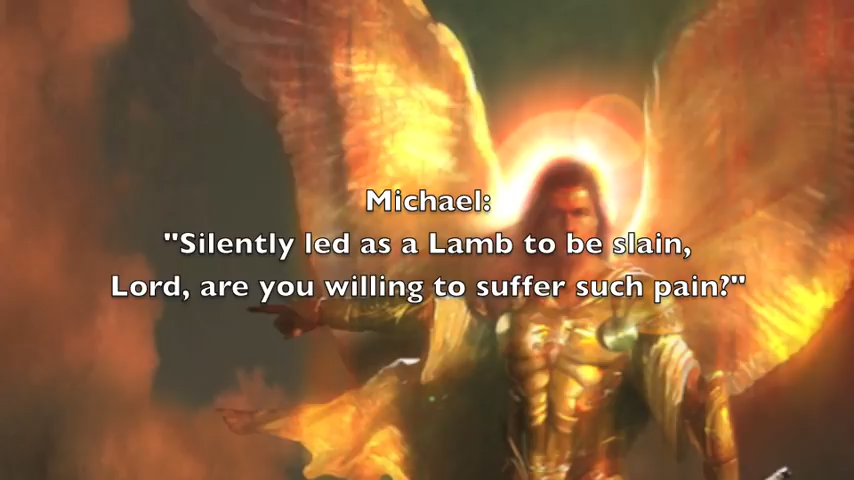 Michael:
"Silently led as a Lamb to be slain,
Lord, are you willing to suffer such pain?"